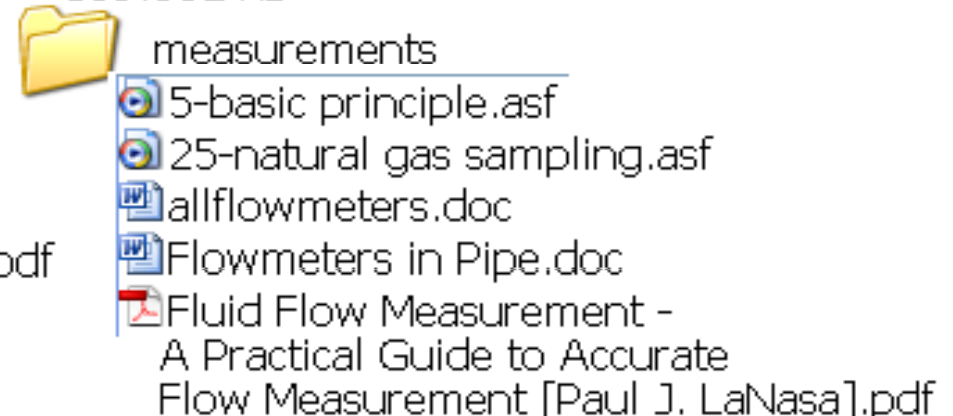 measurements
5-basic principle.asf
25-natural gas sampling.asf
allflowmeters.doc
pdf
Flowmeters in Pipe.doc
Fluid Flow Measurement -
A Practical Guide to Accurate
Flow Measurement [Paul J. LaNasa].pdf